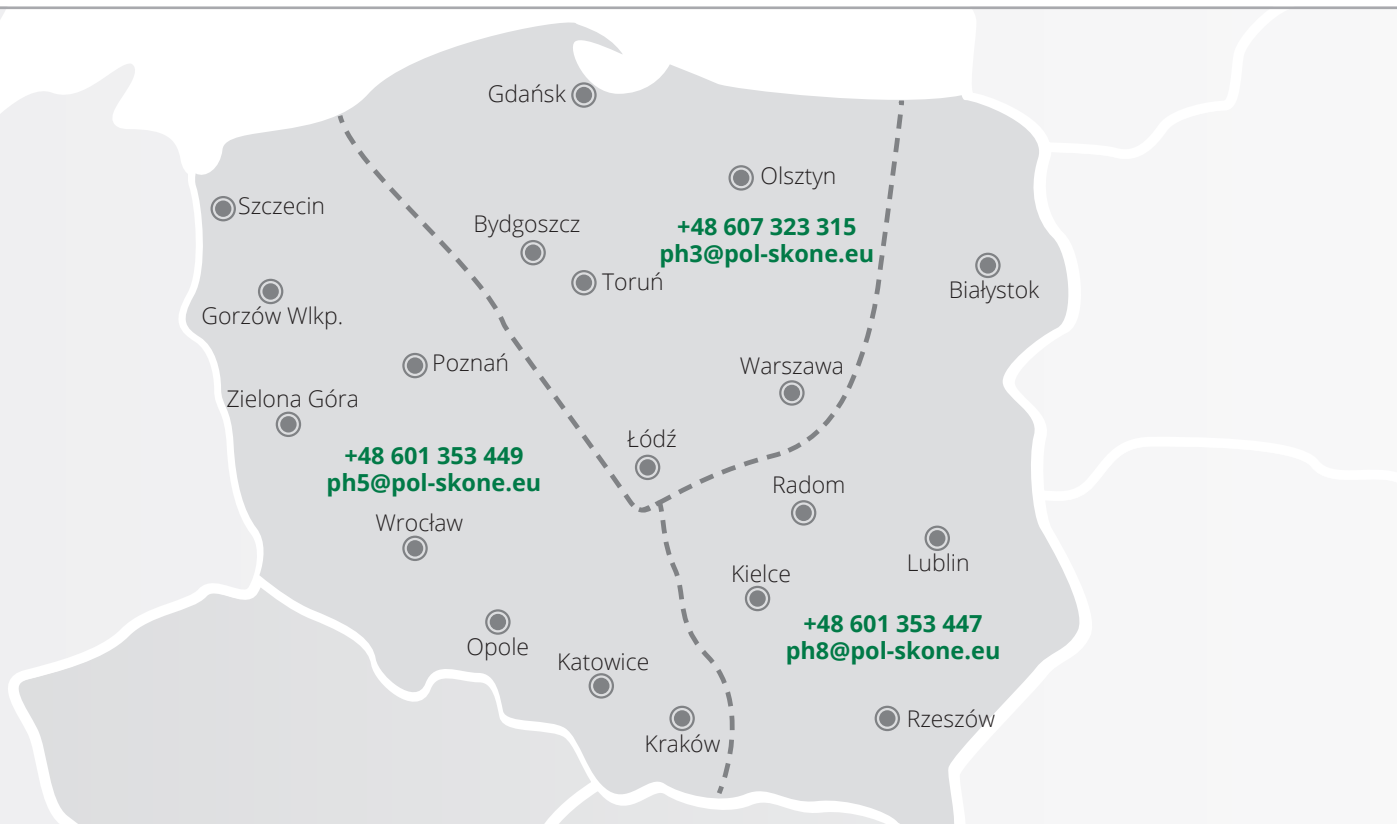 Gdańsk
Olsztyn
Szczecin
Bydgoszcz
+48 607 323 315
ph3@pol-skone.eu
Toruń
Białystok
Gorzów Wlkp.
Poznań
Warszawa
Zielona Góra
Łódź
+48 601 353 449
ph5@pol-skone.eu
Radom
Wrocław
Lublin
Kielce
+48 601 353 447
ph8@pol-skone.eu
Opole
Katowice
Rzeszów
Kraków